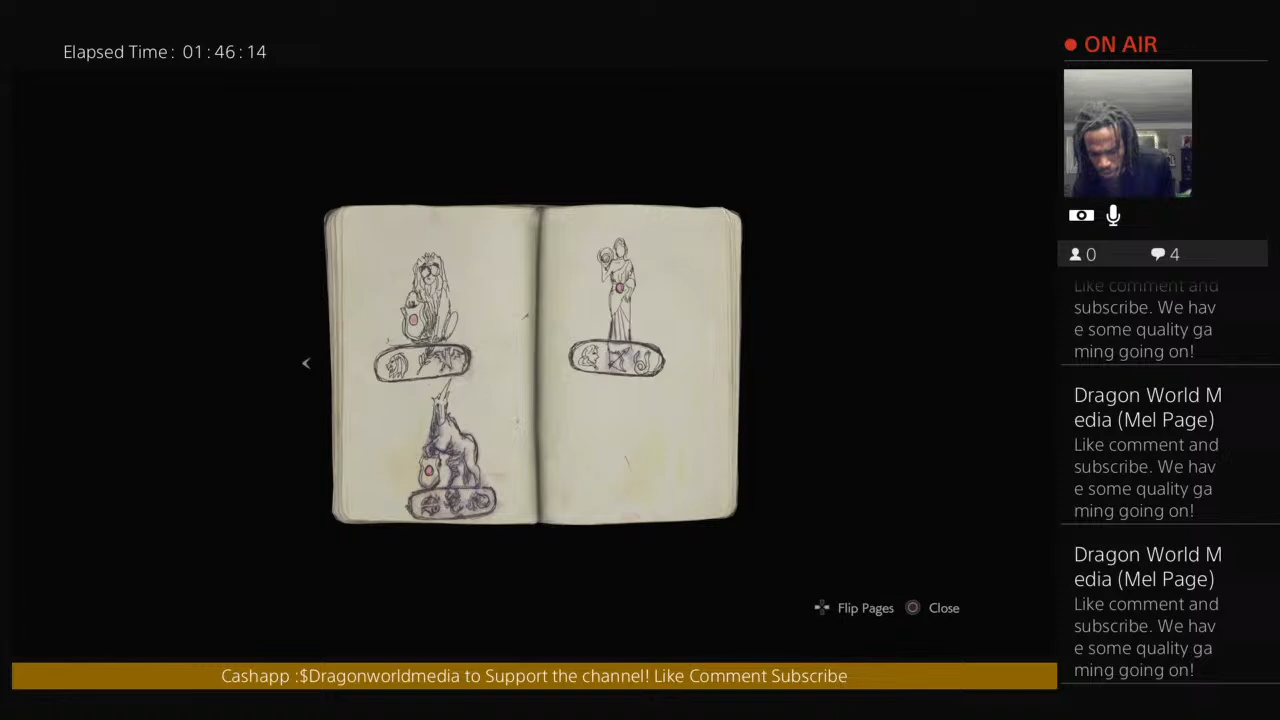 Elapsed Time: 01:46:14
ON AIR
0
4
Like comment and
subscribe. We hav
e some quality ga
ming going on!
Dragon World M
edia (Mel Page)
Like comment and
subscribe. We hav
e some quality ga
ming going on!
Dragon World M
edia (Mel Page)
Like comment and
subscribe. We hav
e some quality ga
ming going on!
Flip Pages
Close
Cashapp :$Dragonworldmedia to Support the channel! Like Comment Subscribe